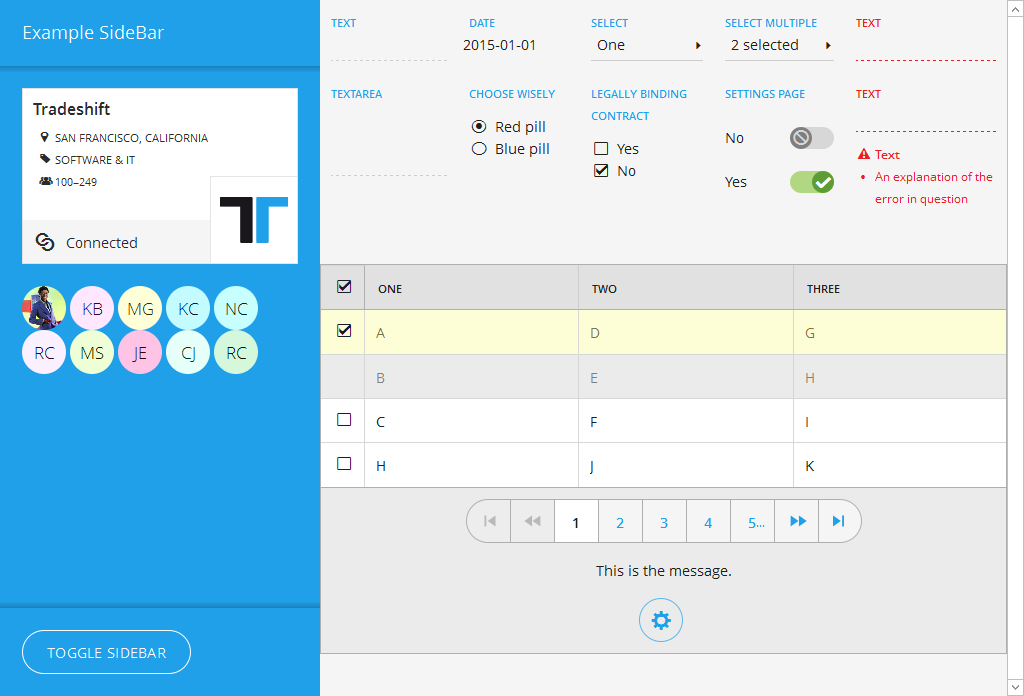 Example SideBar
Tradeshift
SAN FRANCISCO, CALIFORNIA
SOFTWARE & IT
100–249
Connected
KB MG KC NC
RC MS JE CJ RC
TOGGLE SIDEBAR
TEXT DATE SELECT SELECT MULTIPLE TEXT
2015-01-01 One 2 selected
TEXTAREA CHOOSE WISELY LEGALLY BINDING SETTINGS PAGE TEXT
CONTRACT
Red pill No
Blue pill Yes
No Yes
Text
An explanation of the
error in question
ONE TWO THREE
A D G
B E H
C F I
H J K
1 2 3 4 5...
This is the message.